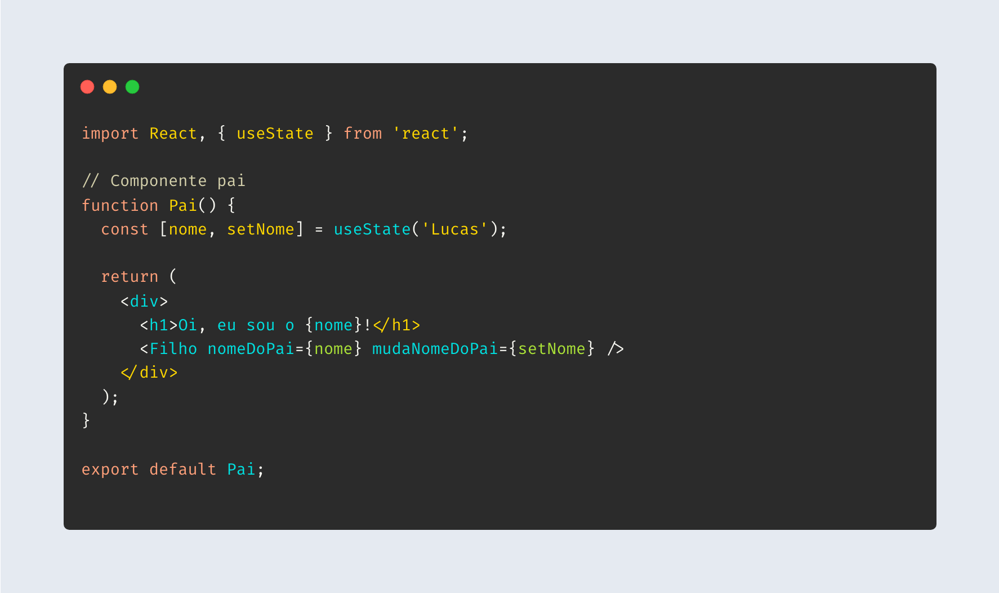 import React, { useState } from 'react';
// Componente pai
function Pai() {
  const [nome, setNome] = useState('Lucas');
  return (
    <div>
      <h1>Oi, eu sou o {nome}!</h1>
      <Filho nomeDoPai={nome} mudaNomeDoPai={setNome} />
    </div>
  );
}
export default Pai;